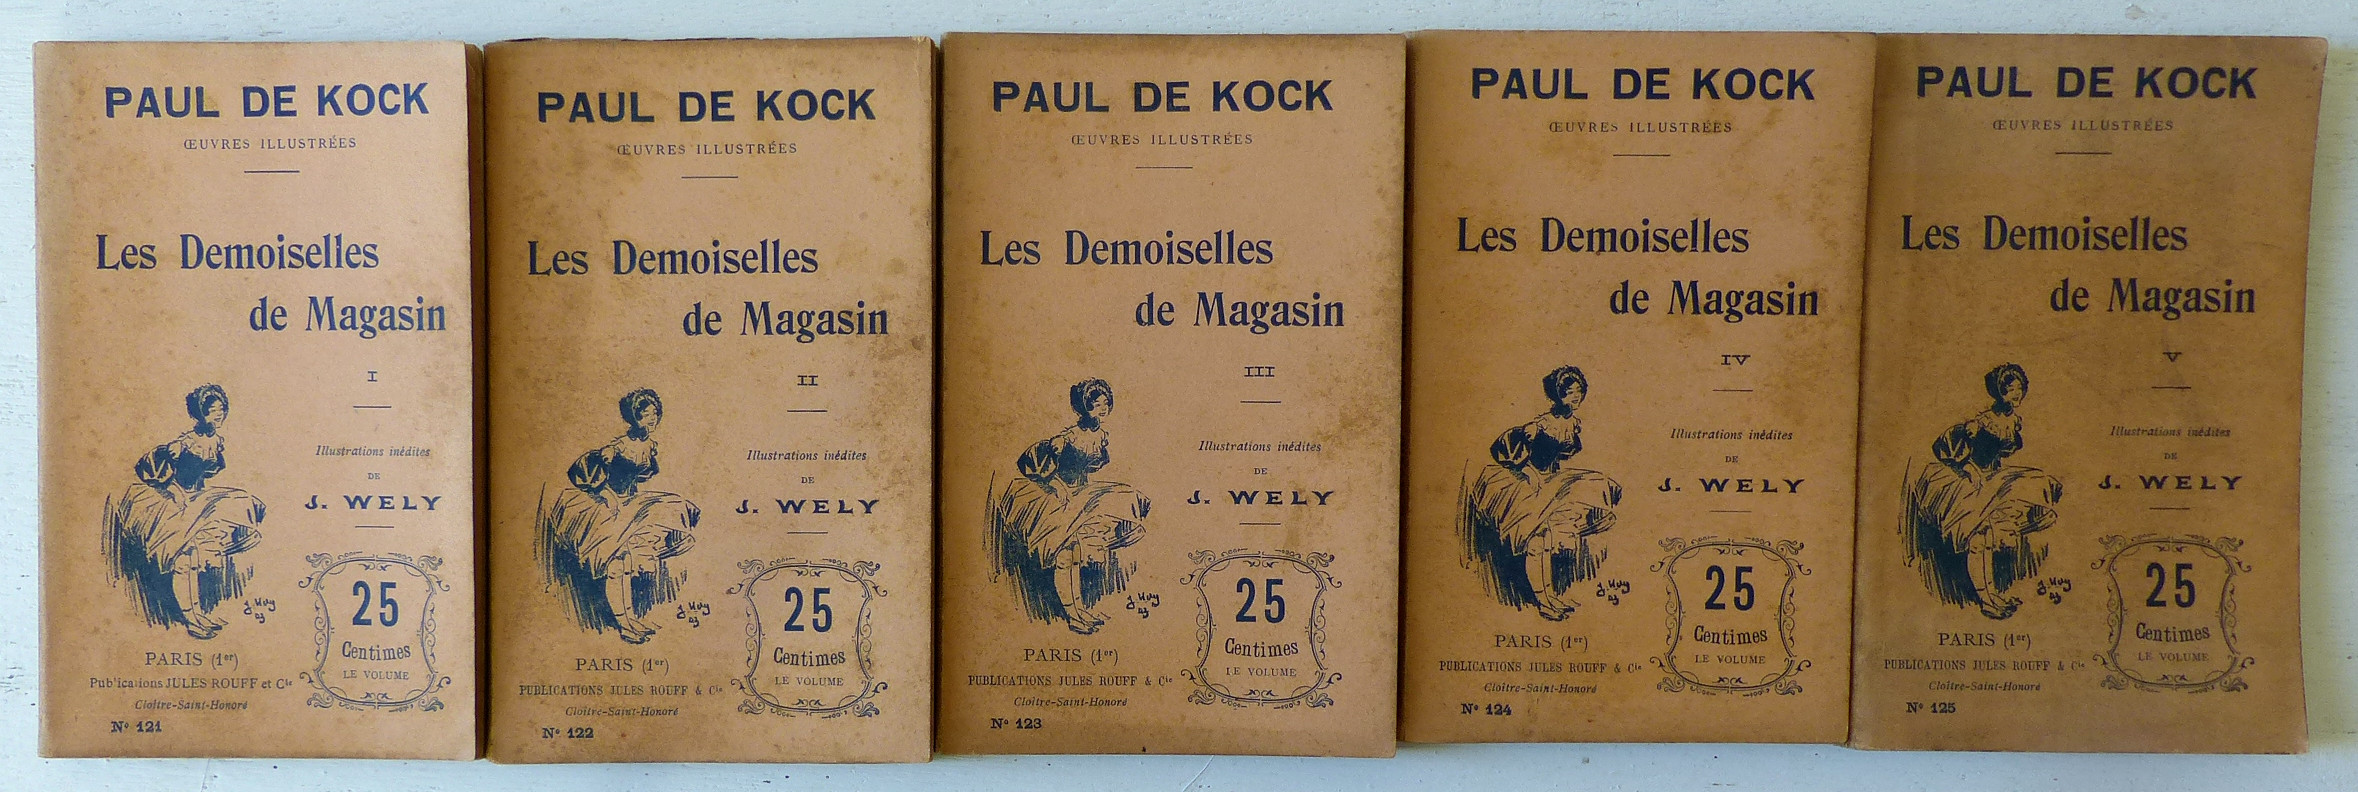 PAUL DE KOCK
ŒUVRES ILLUSTRÉES
Les Demoiselles
de Magasin
I
Illustrations inédites
DE
J. WELY
25
Centimes
LE VOLUME
PARIS (1er)
Publications JULES ROUFF et Cie
Cloître-Saint-Honoré
No 121
PAUL DE KOCK
ŒUVRES ILLUSTRÉES
Les Demoiselles
de Magasin
II
Illustrations inédites
DE
J. WELY
25
Centimes
LE VOLUME
PARIS (1er)
PUBLICATIONS JULES ROUFF & Cie
Cloître-Saint-Honoré
No 122
PAUL DE KOCK
ŒUVRES ILLUSTRÉES
Les Demoiselles
de Magasin
III
Illustrations inédites
DE
J. WELY
25
Centimes
LE VOLUME
PARIS (1er)
PUBLICATIONS JULES ROUFF & Cie
Cloître-Saint-Honoré
No 123
PAUL DE KOCK
ŒUVRES ILLUSTRÉES
Les Demoiselles
de Magasin
IV
Illustrations inédites
DE
J. WELY
25
Centimes
LE VOLUME
PARIS (1er)
PUBLICATIONS JULES ROUFF & Cie
Cloître-Saint-Honoré
No 124
PAUL DE KOCK
ŒUVRES ILLUSTRÉES
Les Demoiselles
de Magasin
V
Illustrations inédites
DE
J. WELY
25
Centimes
LE VOLUME
PARIS (1er)
PUBLICATIONS JULES ROUFF & Cie
Cloître-Saint-Honoré
No 125